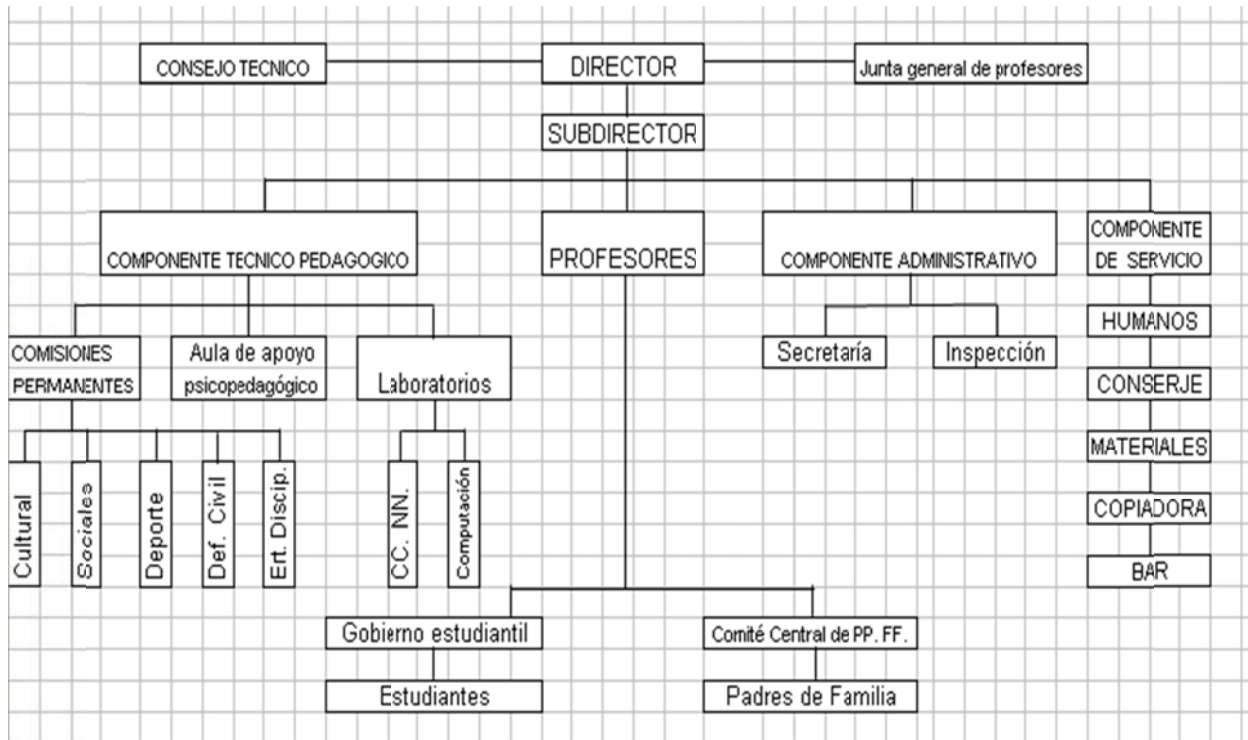 CONSEJO TECNICO
DIRECTOR
Junta general de profesores
SUBDIRECTOR
COMPONENTE TECNICO PEDAGOGICO
PROFESORES
COMPONENTE ADMINISTRATIVO
COMPONENTE
DE SERVICIO
COMISIONES
PERMANENTES
Aula de apoyo
psicopedagógico
Laboratorios
Secretaría
Inspección
HUMANOS
CONSERJE
MATERIALES
COPIADORA
BAR
Cultural
Sociales
Deporte
Def. Civil
Ert. Discip.
CC. NN.
Computación
Gobierno estudiantil
Comité Central de PP. FF.
Estudiantes
Padres de Familia